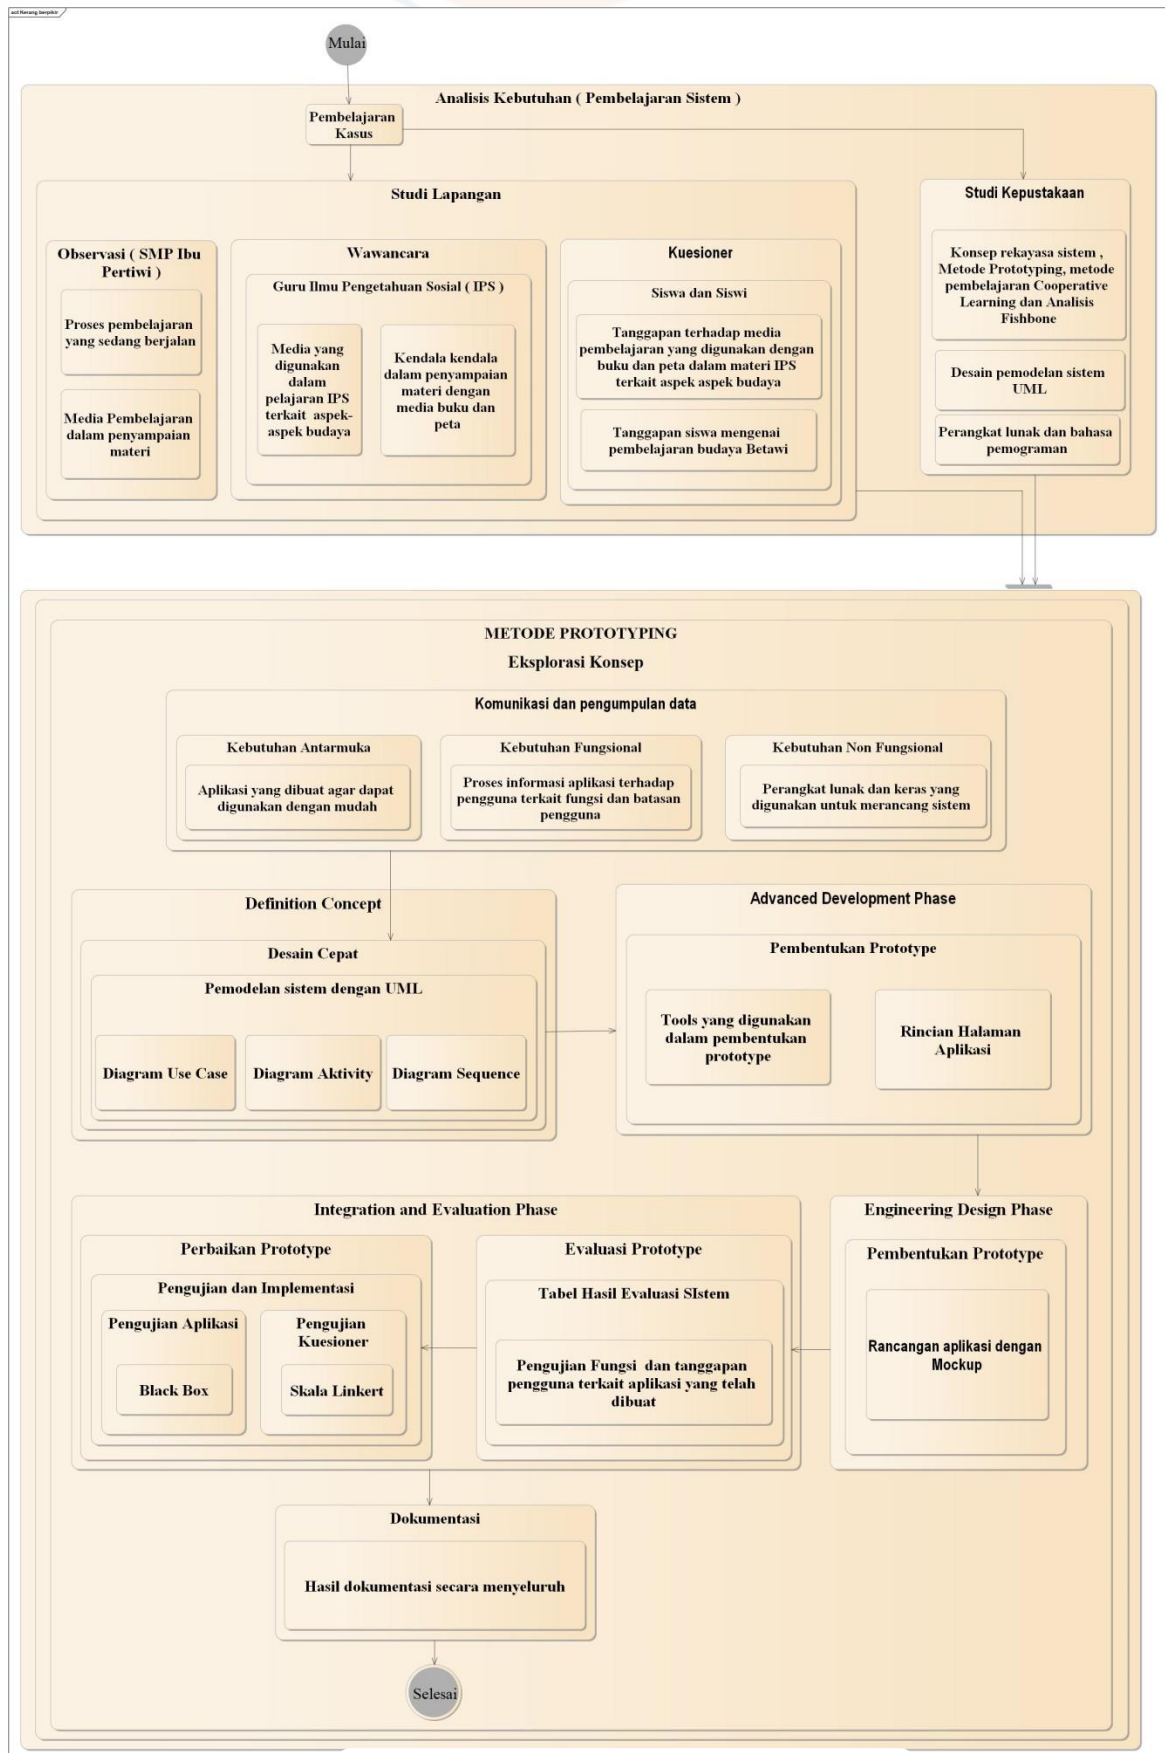 act Kerang berpikir
Mulai
Analisis Kebutuhan ( Pembelajaran Sistem )
Pembelajaran
Kasus
Studi Lapangan
Observasi ( SMP Ibu
Pertiwi )
Proses pembelajaran
yang sedang berjalan
Media Pembelajaran
dalam penyampaian
materi
Wawancara
Guru Ilmu Pengetahuan Sosial ( IPS )
Media yang
digunakan
dalam
pelajaran IPS
terkait aspek-
aspek budaya
Kendala kendala
dalam penyampaian
materi dengan
media buku dan
peta
Kuesioner
Siswa dan Siswi
Tanggapan terhadap media
pembelajaran yang digunakan dengan
buku dan peta dalam materi IPS
terkait aspek aspek budaya
Tanggapan siswa mengenai
pembelajaran budaya Betawi
Studi Kepustakaan
Konsep rekayasa sistem ,
Metode Prototyping, metode
pembelajaran Cooperative
Learning dan Analisis
Fishbone
Desain pemodelan sistem
UML
Perangkat lunak dan bahasa
pemograman
METODE PROTOTYPING
Eksplorasi Konsep
Komunikasi dan pengumpulan data
Kebutuhan Antarmuka
Aplikasi yang dibuat agar dapat
digunakan dengan mudah
Kebutuhan Fungsional
Proses informasi aplikasi terhadap
pengguna terkait fungsi dan batasan
pengguna
Kebutuhan Non Fungsional
Perangkat lunak dan keras yang
digunakan untuk merancang sistem
Definition Concept
Desain Cepat
Pemodelan sistem dengan UML
Diagram Use Case
Diagram Aktivity
Diagram Sequence
Advanced Development Phase
Pembentukan Prototype
Tools yang digunakan
dalam pembentukan
prototype
Rincian Halaman
Aplikasi
Engineering Design Phase
Pembentukan Prototype
Rancangan aplikasi dengan
Mockup
Integration and Evaluation Phase
Evaluasi Prototype
Tabel Hasil Evaluasi SIstem
Pengujian Fungsi dan tanggapan
pengguna terkait aplikasi yang telah
dibuat
Perbaikan Prototype
Pengujian dan Implementasi
Pengujian Aplikasi
Black Box
Pengujian
Kuesioner
Skala Linkert
Dokumentasi
Hasil dokumentasi secara menyeluruh
Selesai